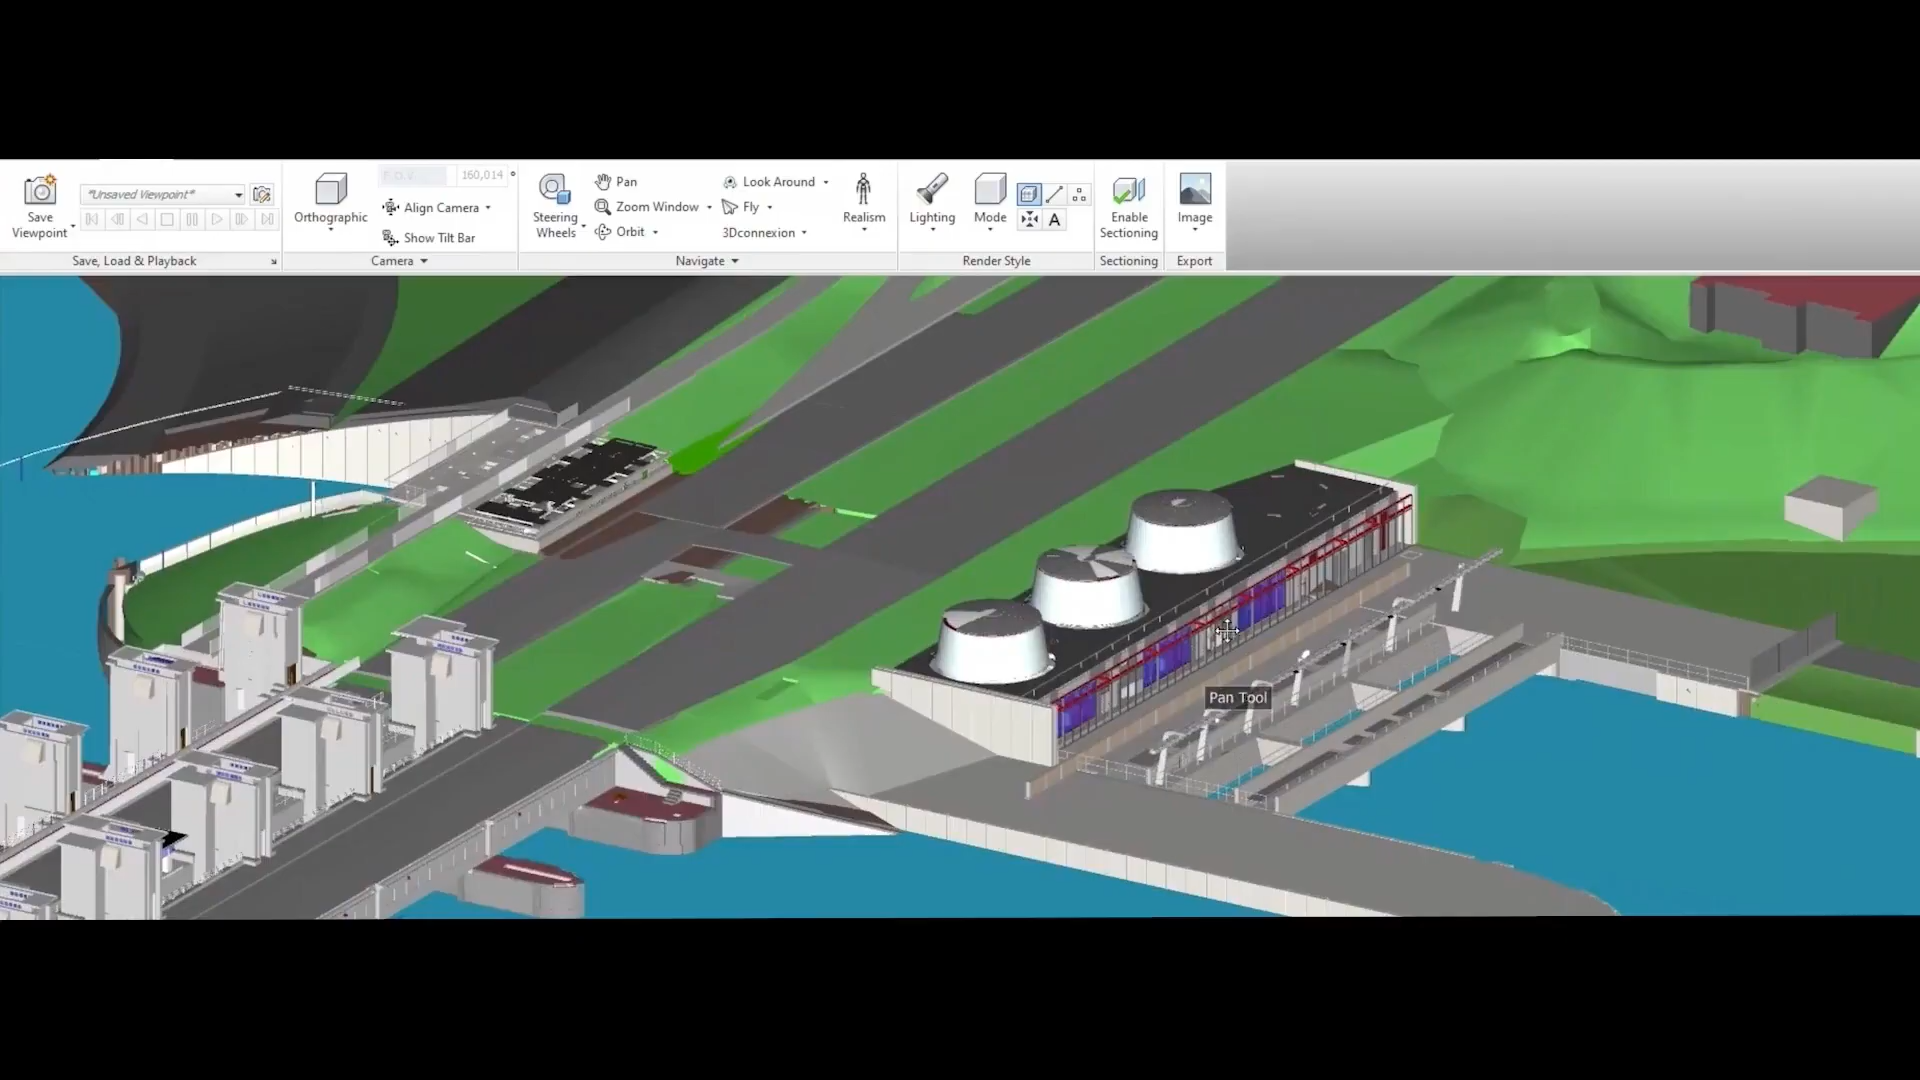 *Unsaved Viewpoint*
Save
Viewpoint
Save, Load & Playback
Orthographic
160,014 °
Align Camera
Show Tilt Bar
Camera
Steering
Wheels
Pan
Zoom Window
Orbit
Look Around
Fly
3Dconnexion
Realism
Navigate
Lighting
Mode
A
Render Style
Enable
Sectioning
Sectioning
Image
Export
Pan Tool